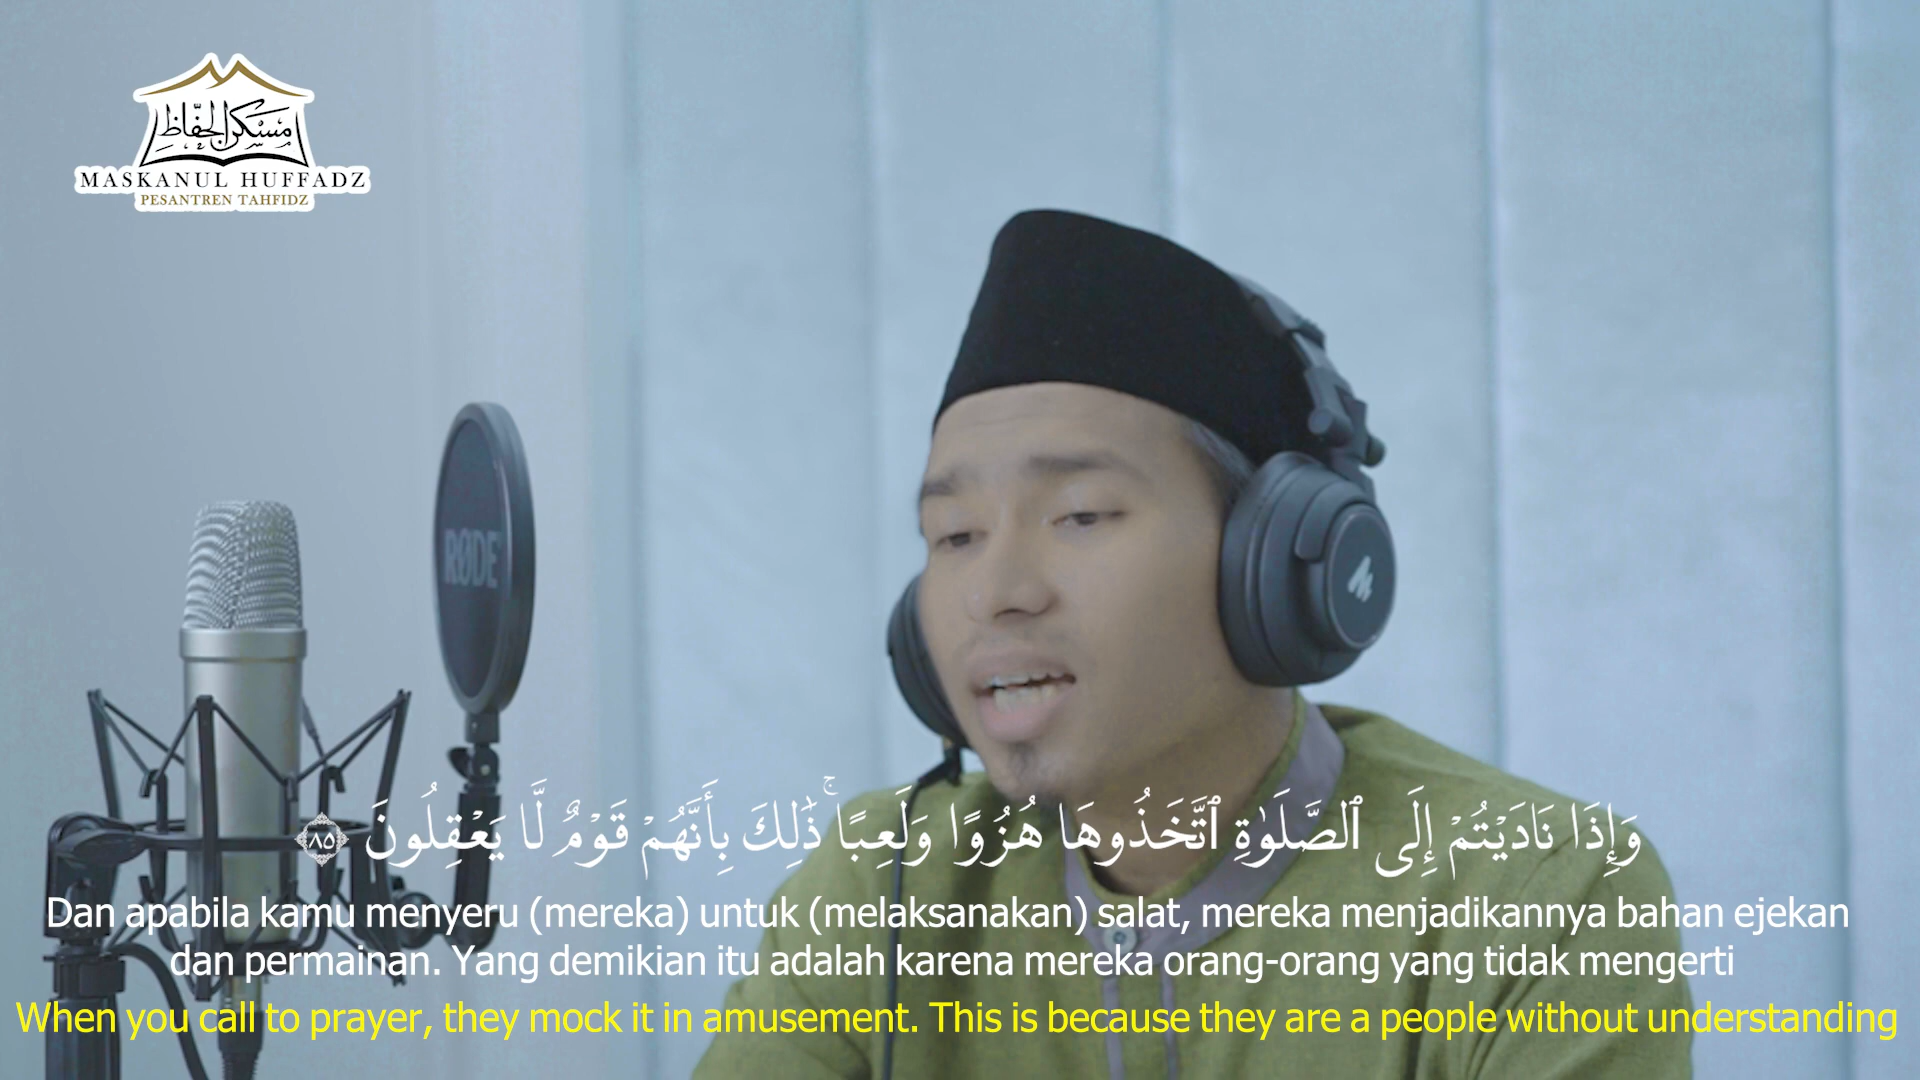 مسكن الحفاظ
MASKANUL HUFFADZ
PESANTREN TAHFIDZ
RØDE
وَإِذَا نَادَيْتُمْ إِلَى ٱلصَّلَوٰةِ ٱتَّخَذُوهَا هُزُوًا وَلَعِبًا ۚ ذَٰلِكَ بِأَنَّهُمْ قَوْمٌ لَّا يَعْقِلُونَ ٥٨
Dan apabila kamu menyeru (mereka) untuk (melaksanakan) salat, mereka menjadikannya bahan ejekan
dan permainan. Yang demikian itu adalah karena mereka orang-orang yang tidak mengerti
When you call to prayer, they mock it in amusement. This is because they are a people without understanding